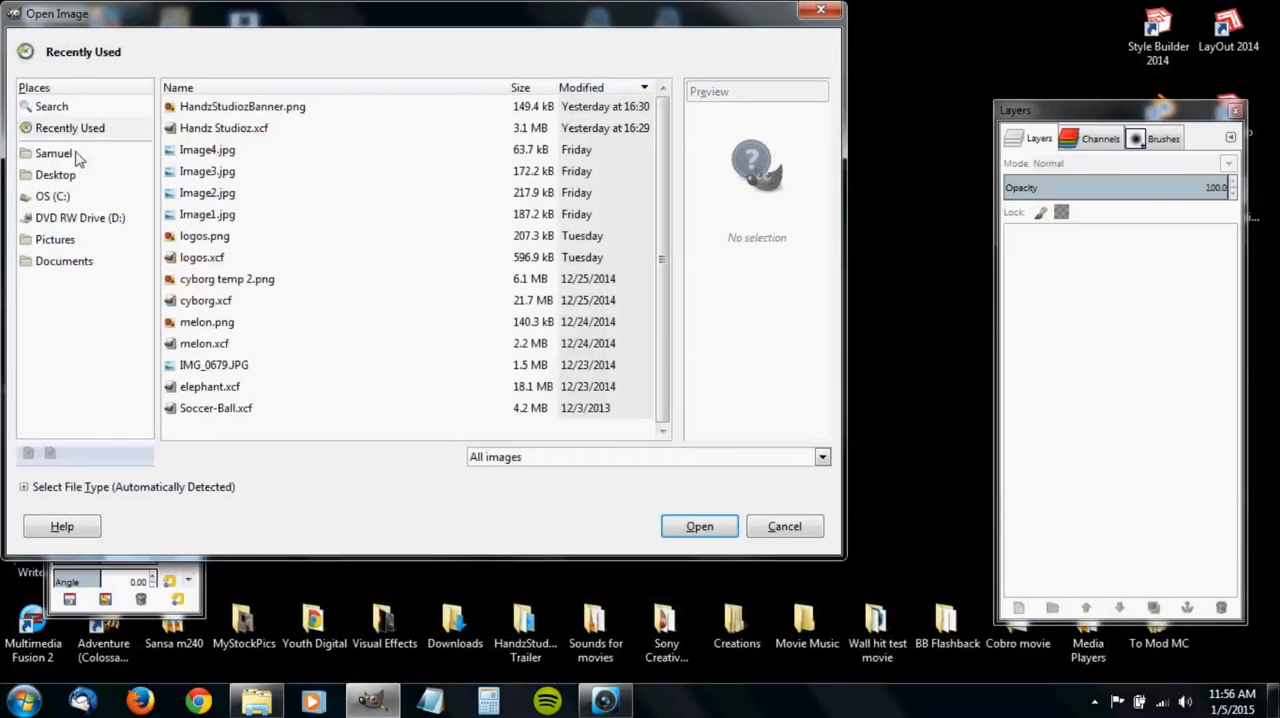 Open Image
Style Builder 2014
LayOut 2014
Recently Used
Places
Search
Recently Used
Samuel
Desktop
OS (C:)
DVD RW Drive (D:)
Pictures
Documents
Name Size Modified
HandzStudiozBanner.png 149.4 kB Yesterday at 16:30
Handz Studioz.xcf 3.1 MB Yesterday at 16:29
Image4.jpg 63.7 kB Friday
Image3.jpg 172.2 kB Friday
Image2.jpg 217.9 kB Friday
Image1.jpg 187.2 kB Friday
logos.png 207.3 kB Tuesday
logos.xcf 596.9 kB Tuesday
cyborg temp 2.png 6.1 MB 12/25/2014
cyborg.xcf 21.7 MB 12/25/2014
melon.png 140.3 kB 12/24/2014
melon.xcf 2.2 MB 12/24/2014
IMG_0679.JPG 1.5 MB 12/23/2014
elephant.xcf 18.1 MB 12/23/2014
Soccer-Ball.xcf 4.2 MB 12/3/2013
Preview
No selection
All images
Select File Type (Automatically Detected)
Help
Open
Cancel
Layers
Layers Channels Brushes
Mode: Normal
Opacity 100.0
Lock:
Write
Angle 0.00
Multimedia Fusion 2
Adventure (Colossa...
Sansa m240
MyStockPics
Youth Digital
Visual Effects
Downloads
HandzStud... Trailer
Sounds for movies
Sony Creativ...
Creations
Movie Music
Wall hit test movie
BB Flashback
Cobro movie
Media Players
To Mod MC
11:56 AM
1/5/2015